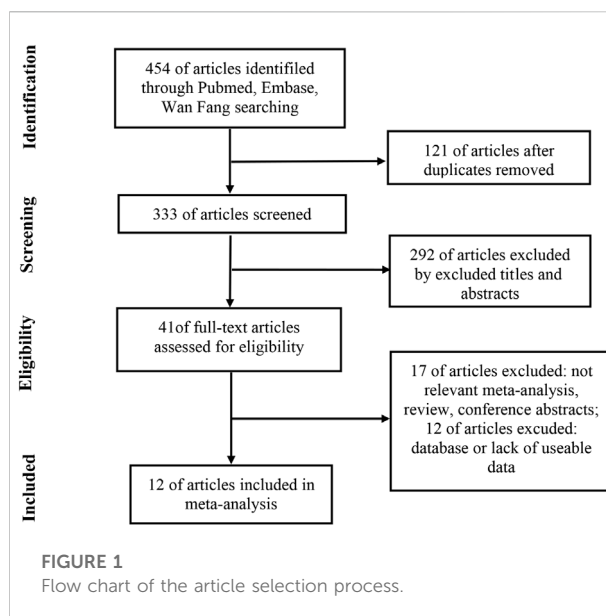 Identification
454 of articles identifiled
through Pubmed, Embase,
Wan Fang searching
121 of articles after
duplicates removed
Screening
333 of articles screened
292 of articles excluded
by excluded titles and
abstracts
Eligibility
41of full-text articles
assessed for eligibility
17 of articles excluded: not
relevant meta-analysis,
review, conference abstracts;
12 of articles excuded:
database or lack of useable
data
Included
12 of articles included in
meta-analysis
FIGURE 1
Flow chart of the article selection process.